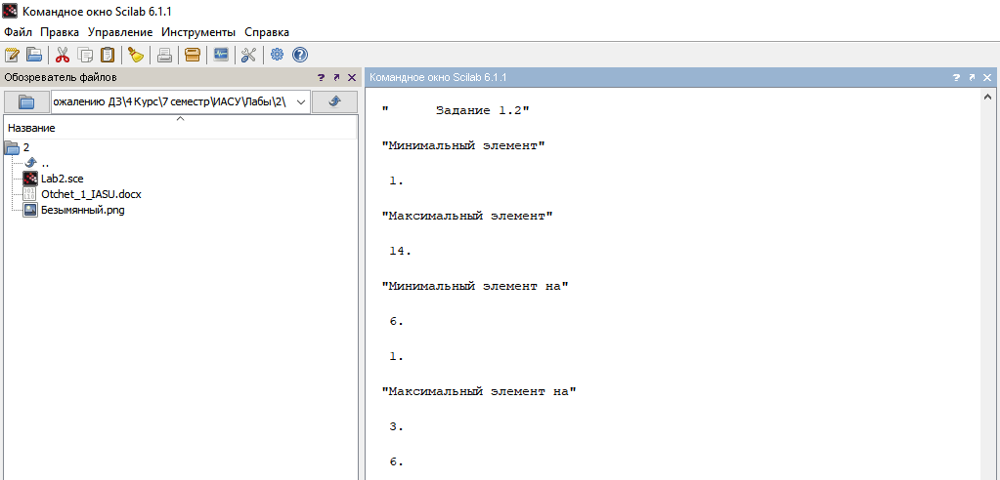 Командное окно Scilab 6.1.1
Файл Правка Управление Инструменты Справка
Обозреватель файлов
ожалению ДЗ\4 Курс\7 семестр\ИАСУ\Лабы\2\
Название
2
..
Lab2.sce
Otchet_1_IASU.docx
Безымянный.png
Командное окно Scilab 6.1.1
"      Задание 1.2"
"Минимальный элемент"
1.
"Максимальный элемент"
14.
"Минимальный элемент на"
6.
1.
"Максимальный элемент на"
3.
6.